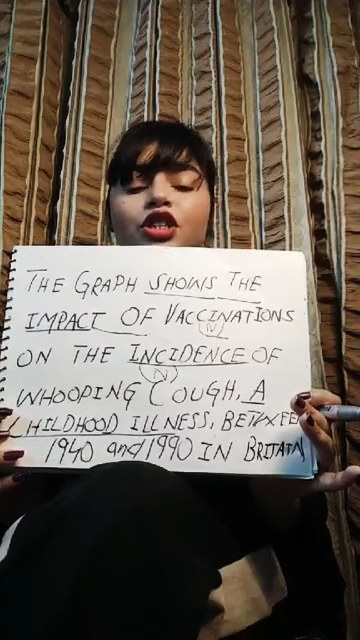 THE GRAPH SHOWS THE
IMPACT OF VACCINATIONS
(N)
ON THE INCIDENCE OF
(N)
WHOOPING COUGH, A
CHILDHOOD ILLNESS, BETWEEN
1940 and 1990 IN BRITAIN